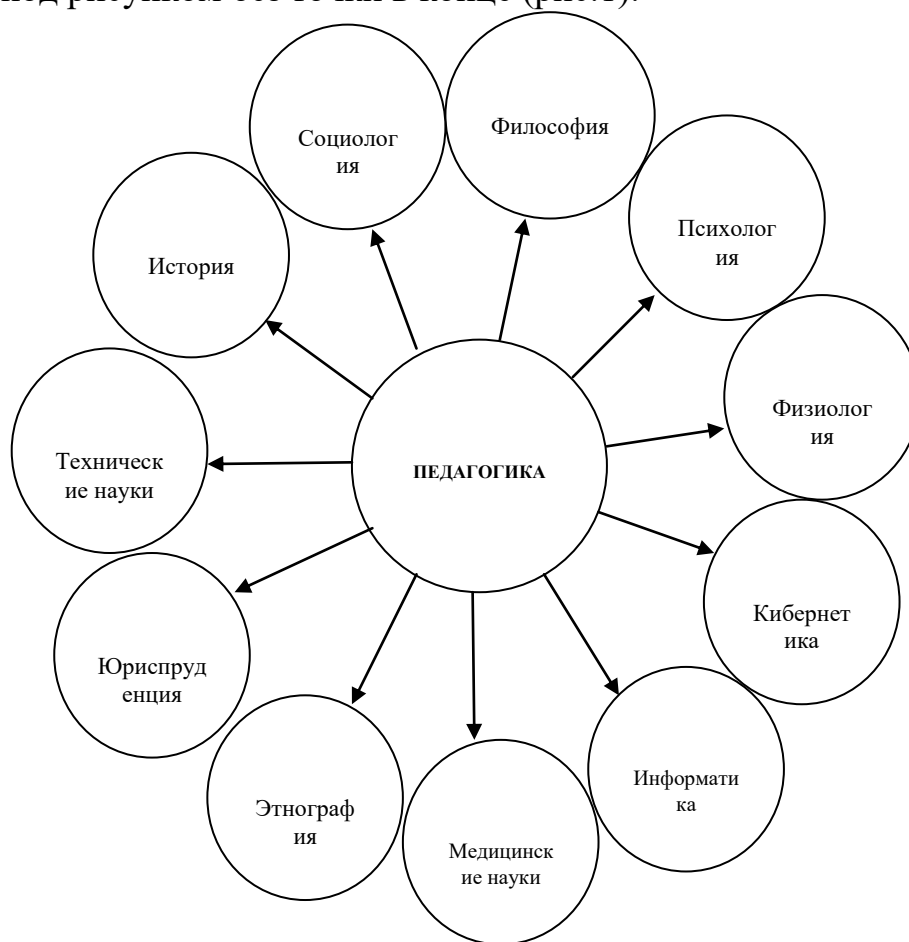 под рисунком без точки в конце (рис.1).
Социолог
ия
Философия
Психолог
ия
История
Физиолог
ия
Техническ
ие науки
ПЕДАГОГИКА
Кибернет
ика
Юриспруд
енция
Информати
ка
Этнограф
ия
Медицинск
ие науки